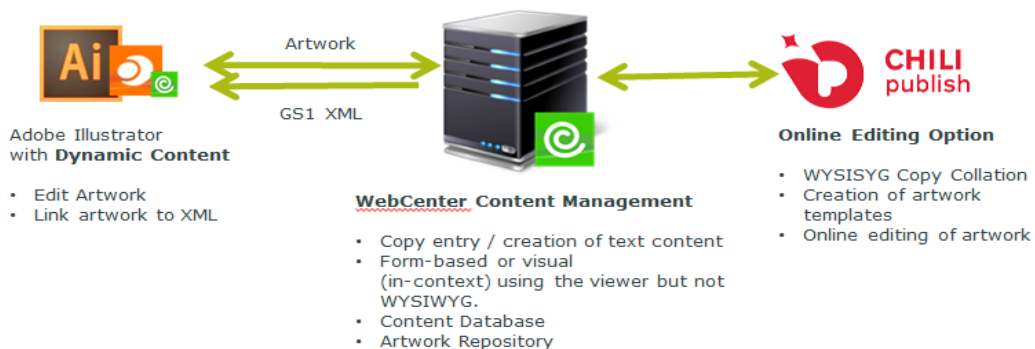 Ai
Artwork
GS1 XML
CHILI
publish
Adobe Illustrator
with Dynamic Content
• Edit Artwork
• Link artwork to XML
WebCenter Content Management
• Copy entry / creation of text content
• Form-based or visual
(in-context) using the viewer but not
WYSIWYG.
• Content Database
• Artwork Repository
Online Editing Option
• WYSISYG Copy Collation
• Creation of artwork
templates
• Online editing of artwork